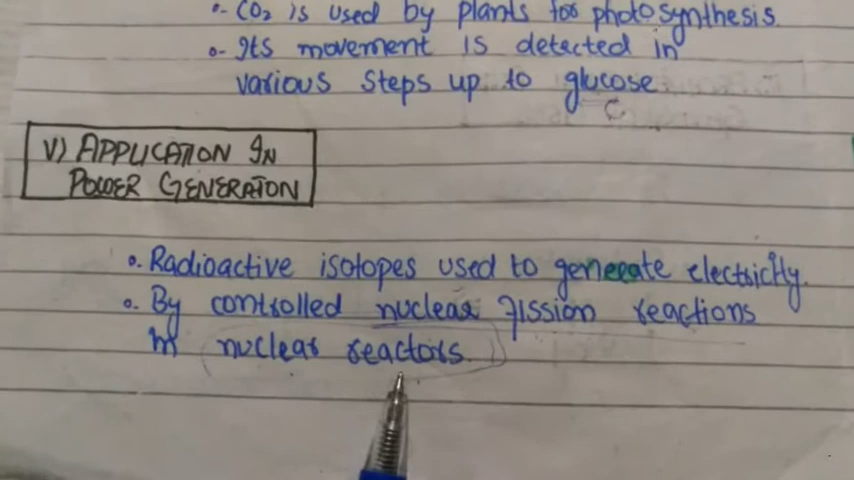 o- CO2 is used by plants for photosynthesis
o- Its movement is detected in
various steps up to glucose
C
V) APPLICATION IN
POWER GENERATON
o. Radioactive isotopes used to generate electricity.
o. By controlled nuclear fission reactions
in nuclear reactors.